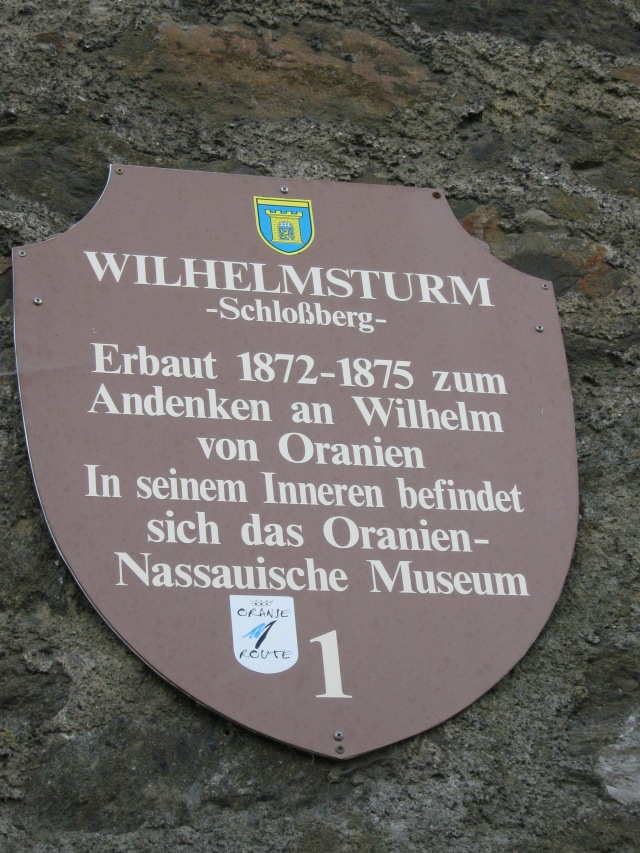 WILHELMSTURM
-Schloßberg-
Erbaut 1872-1875 zum
Andenken an Wilhelm
von Oranien
In seinem Inneren befindet
sich das Oranien-
Nassauische Museum
ORANJE
ROUTE
1